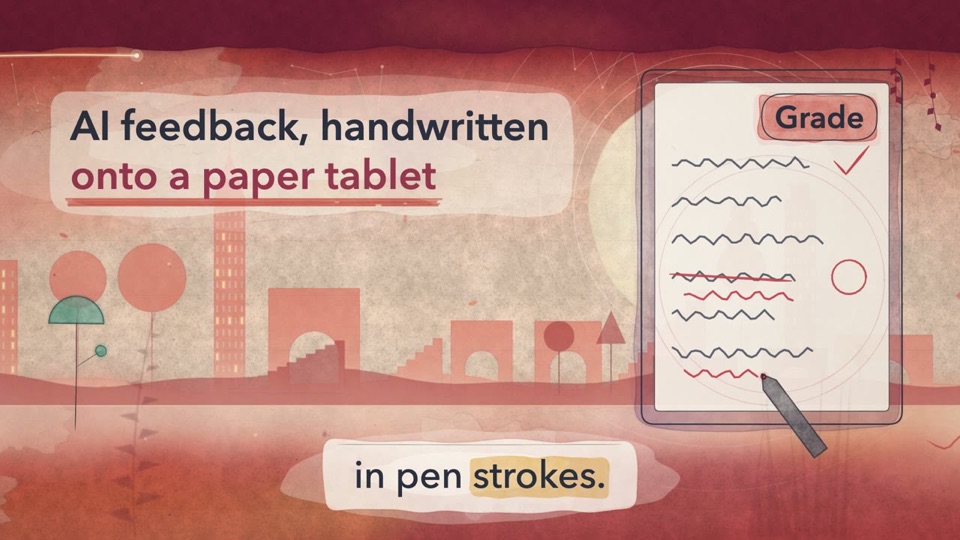 AI feedback, handwritten
onto a paper tablet
Grade
in pen strokes.